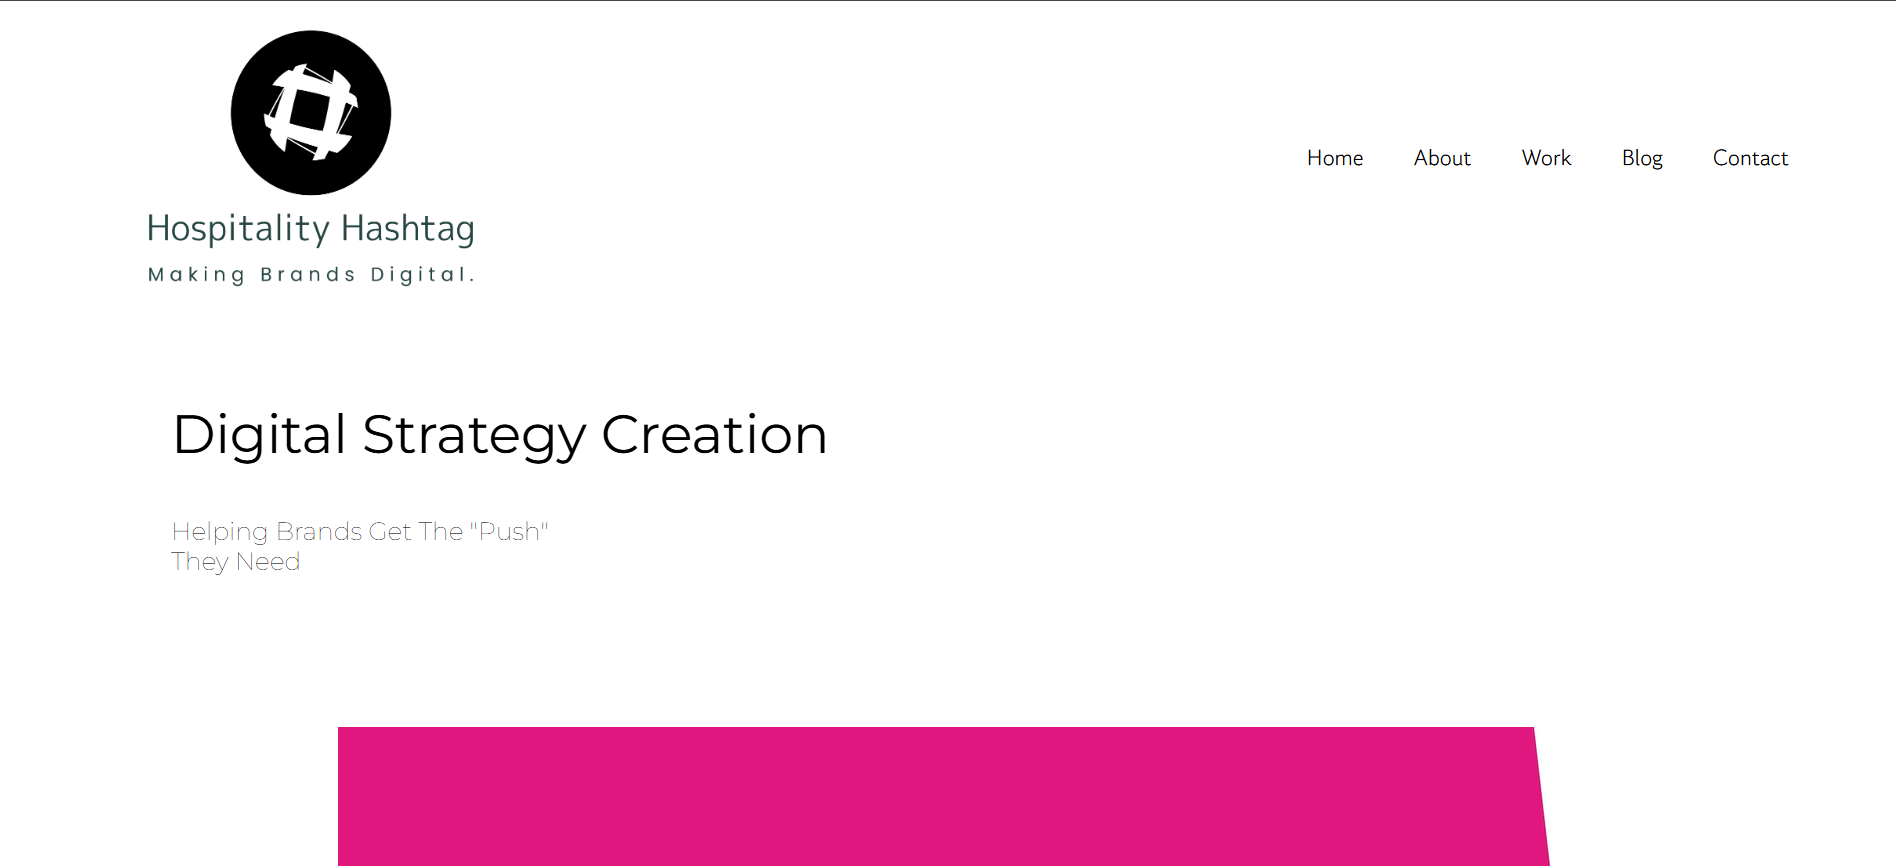 Hospitality Hashtag
Making Brands Digital.
Home About Work Blog Contact
Digital Strategy Creation
Helping Brands Get The "Push"
They Need